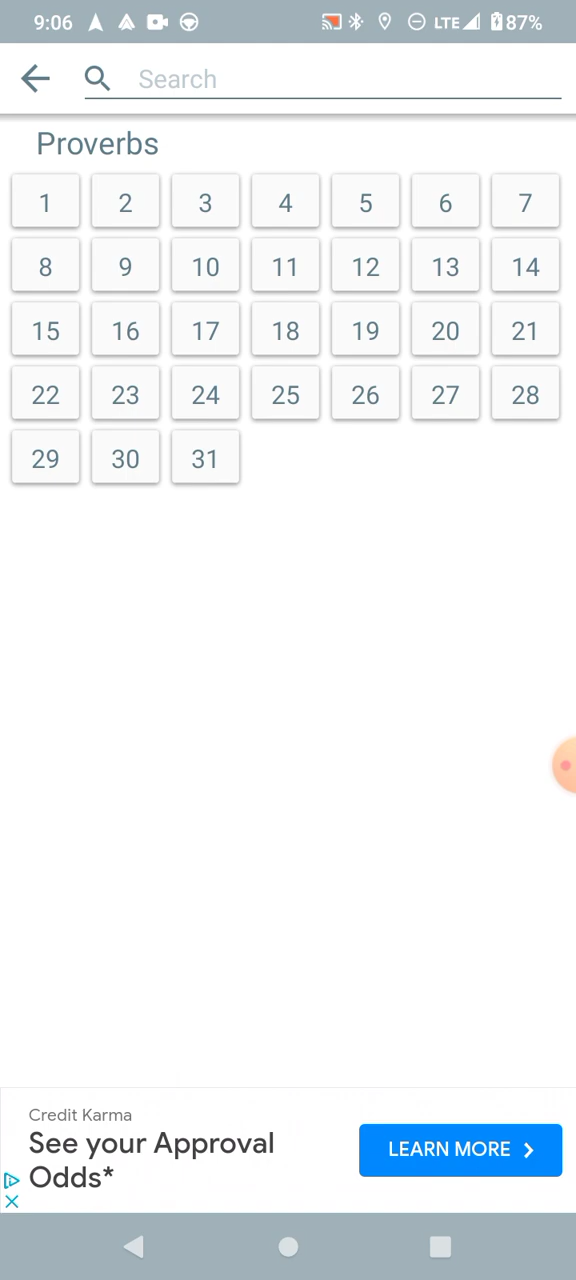 9:06 LTE 87%
Search
Proverbs
1 2 3 4 5 6 7
8 9 10 11 12 13 14
15 16 17 18 19 20 21
22 23 24 25 26 27 28
29 30 31
Credit Karma
See your Approval
Odds*
LEARN MORE